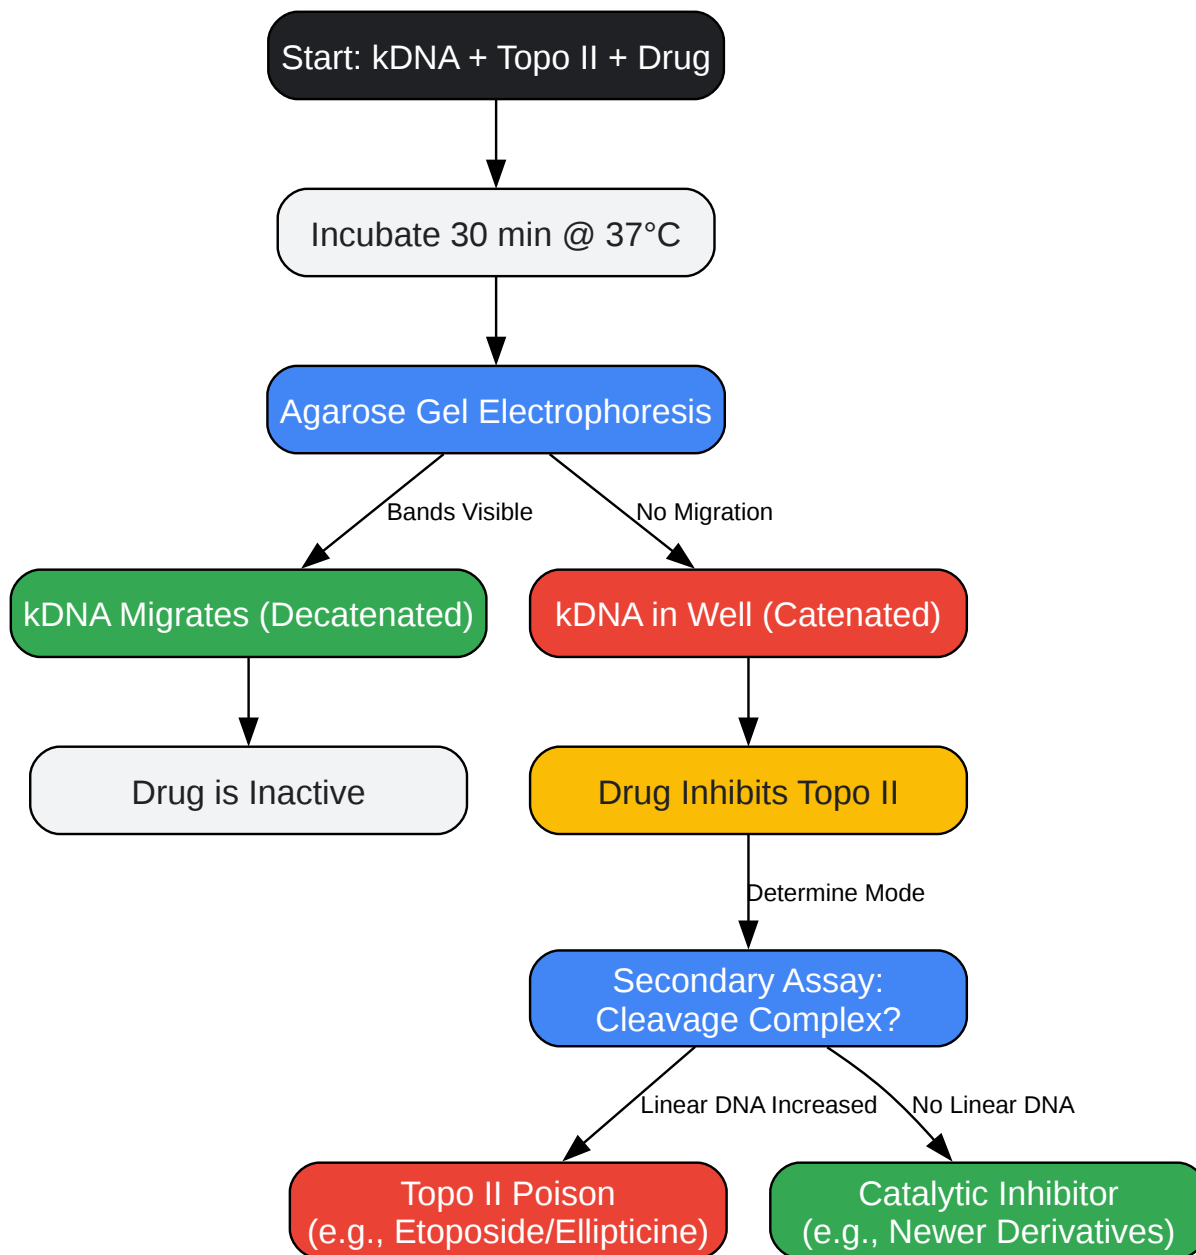 Start: kDNA + Topo II + Drug
Incubate 30 min @ 37°C
Agarose Gel Electrophoresis
Bands Visible
No Migration
kDNA Migrates (Decatenated)
kDNA in Well (Catenated)
Drug is Inactive
Drug Inhibits Topo II
Determine Mode
Secondary Assay:
Cleavage Complex?
Linear DNA Increased
No Linear DNA
Topo II Poison
(e.g., Etoposide/Ellipticine)
Catalytic Inhibitor
(e.g., Newer Derivatives)